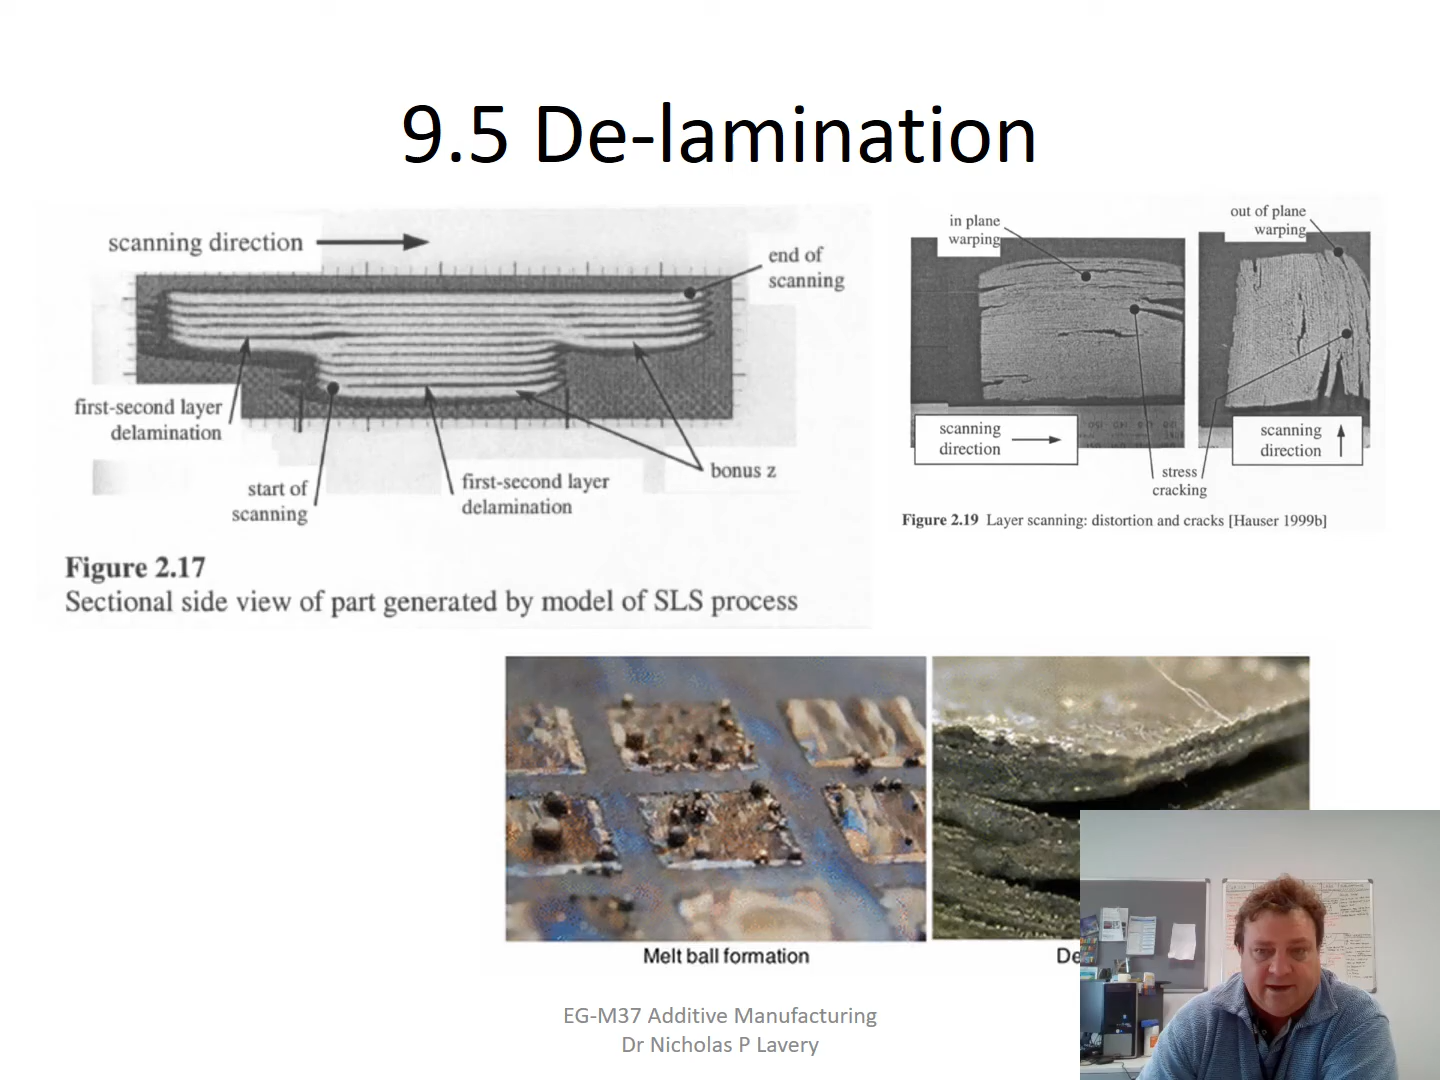 9.5 De-lamination
scanning direction
end of
scanning
first-second layer
delamination
start of
scanning
first-second layer
delamination
bonus z
Figure 2.17
Sectional side view of part generated by model of SLS process
in plane
warping
out of plane
warping
scanning
direction
scanning
direction
stress
cracking
Figure 2.19 Layer scanning: distortion and cracks [Hauser 1999b]
Melt ball formation
De
EG-M37 Additive Manufacturing
Dr Nicholas P Lavery